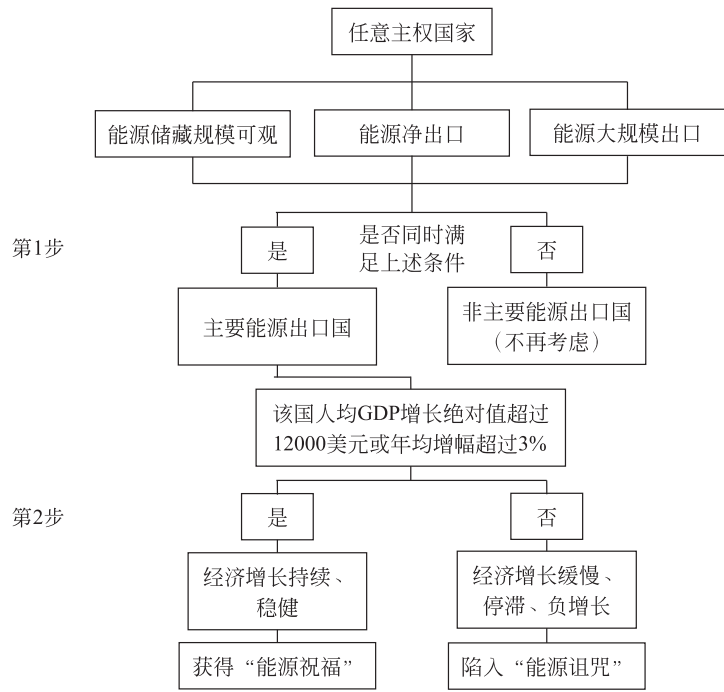 任意主权国家
能源储藏规模可观
能源净出口
能源大规模出口
第1步
是
是否同时满
足上述条件
否
主要能源出口国
非主要能源出口国
（不再考虑）
该国人均GDP增长绝对值超过
12000美元或年均增幅超过3%
第2步
是
否
经济增长持续、
稳健
经济增长缓慢、
停滞、负增长
获得“能源祝福”
陷入“能源诅咒”